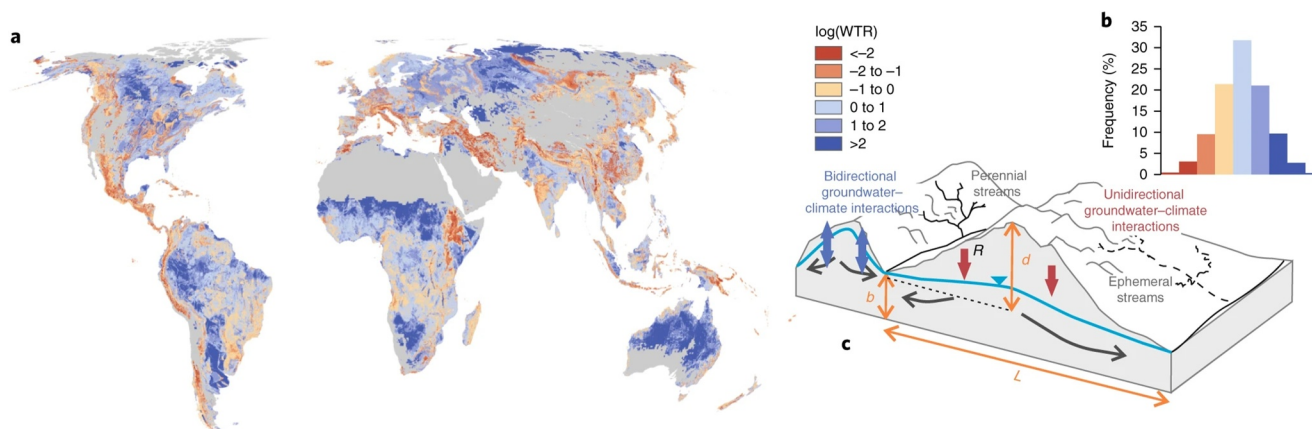 a
log(WTR)
<–2
–2 to –1
–1 to 0
0 to 1
1 to 2
>2
b
Frequency (%)
35
30
25
20
15
10
5
0
Bidirectional
groundwater–
climate interactions
Perennial
streams
Unidirectional
groundwater–climate
interactions
R
d
b
Ephemeral
streams
c
L